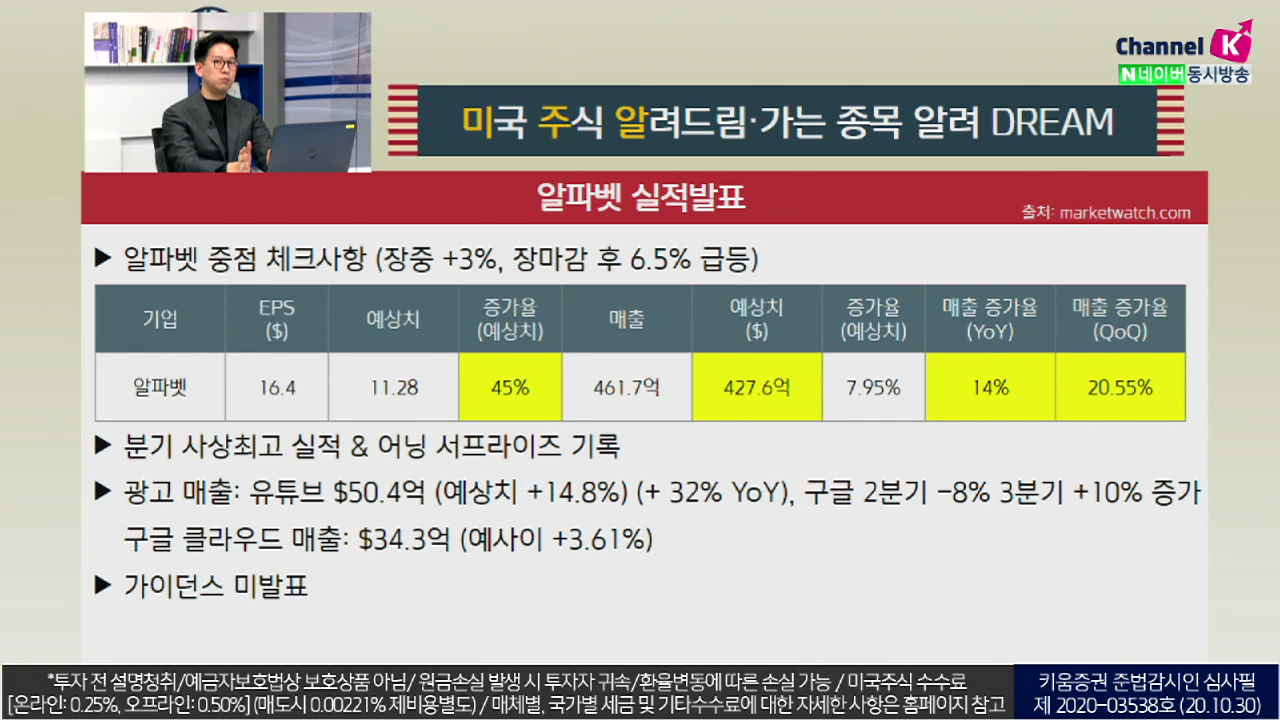 Channel K
N 네이버 동시방송
미국 주식 알려드림·가는 종목 알려 DREAM
알파벳 실적발표
출처: marketwatch.com
▶ 알파벳 중점 체크사항 (장중 +3%, 장마감 후 6.5% 급등)
기업 EPS ($) 예상치 증가율 (예상치) 매출 예상치 ($) 증가율 (예상치) 매출 증가율 (YoY) 매출 증가율 (QoQ)
알파벳 16.4 11.28 45% 461.7억 427.6억 7.95% 14% 20.55%
▶ 분기 사상최고 실적 & 어닝 서프라이즈 기록
▶ 광고 매출: 유튜브 $50.4억 (예상치 +14.8%) (+ 32% YoY), 구글 2분기 -8% 3분기 +10% 증가
구글 클라우드 매출: $34.3억 (예사이 +3.61%)
▶ 가이던스 미발표
*투자 전 설명청취/예금자보호법상 보호상품 아님/ 원금손실 발생 시 투자자 귀속/환율변동에 따른 손실 가능 / 미국주식 수수료
[온라인: 0.25%, 오프라인: 0.50%] (매도시 0.00221% 제비용별도) / 매체별, 국가별 세금 및 기타수수료에 대한 자세한 사항은 홈페이지 참고
키움증권 준법감시인 심사필
제 2020-03538호 (20.10.30)